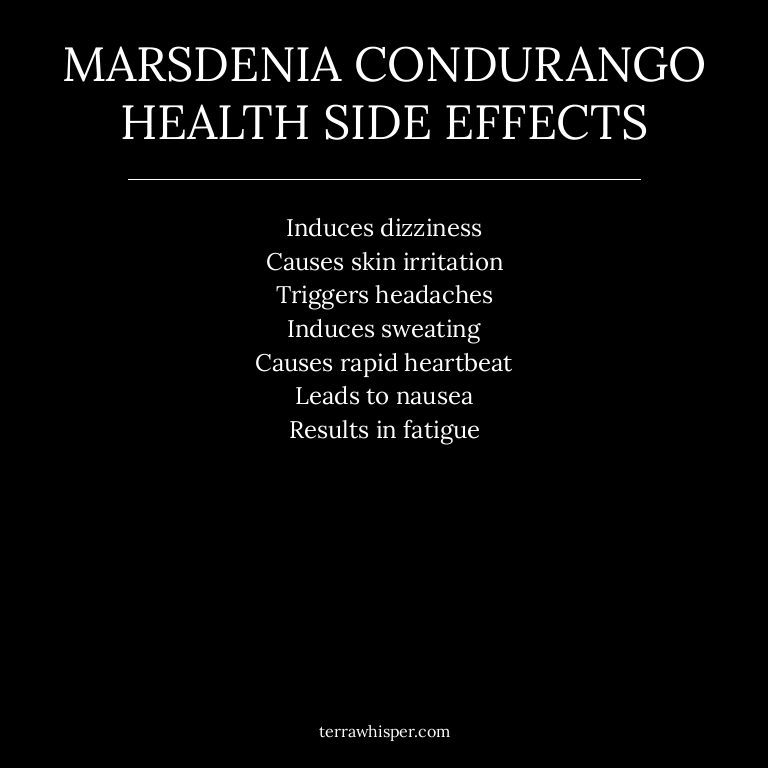 MARSDENIA CONDURANGO
HEALTH SIDE EFFECTS
Induces dizziness
Causes skin irritation
Triggers headaches
Induces sweating
Causes rapid heartbeat
Leads to nausea
Results in fatigue
terrawhisper.com